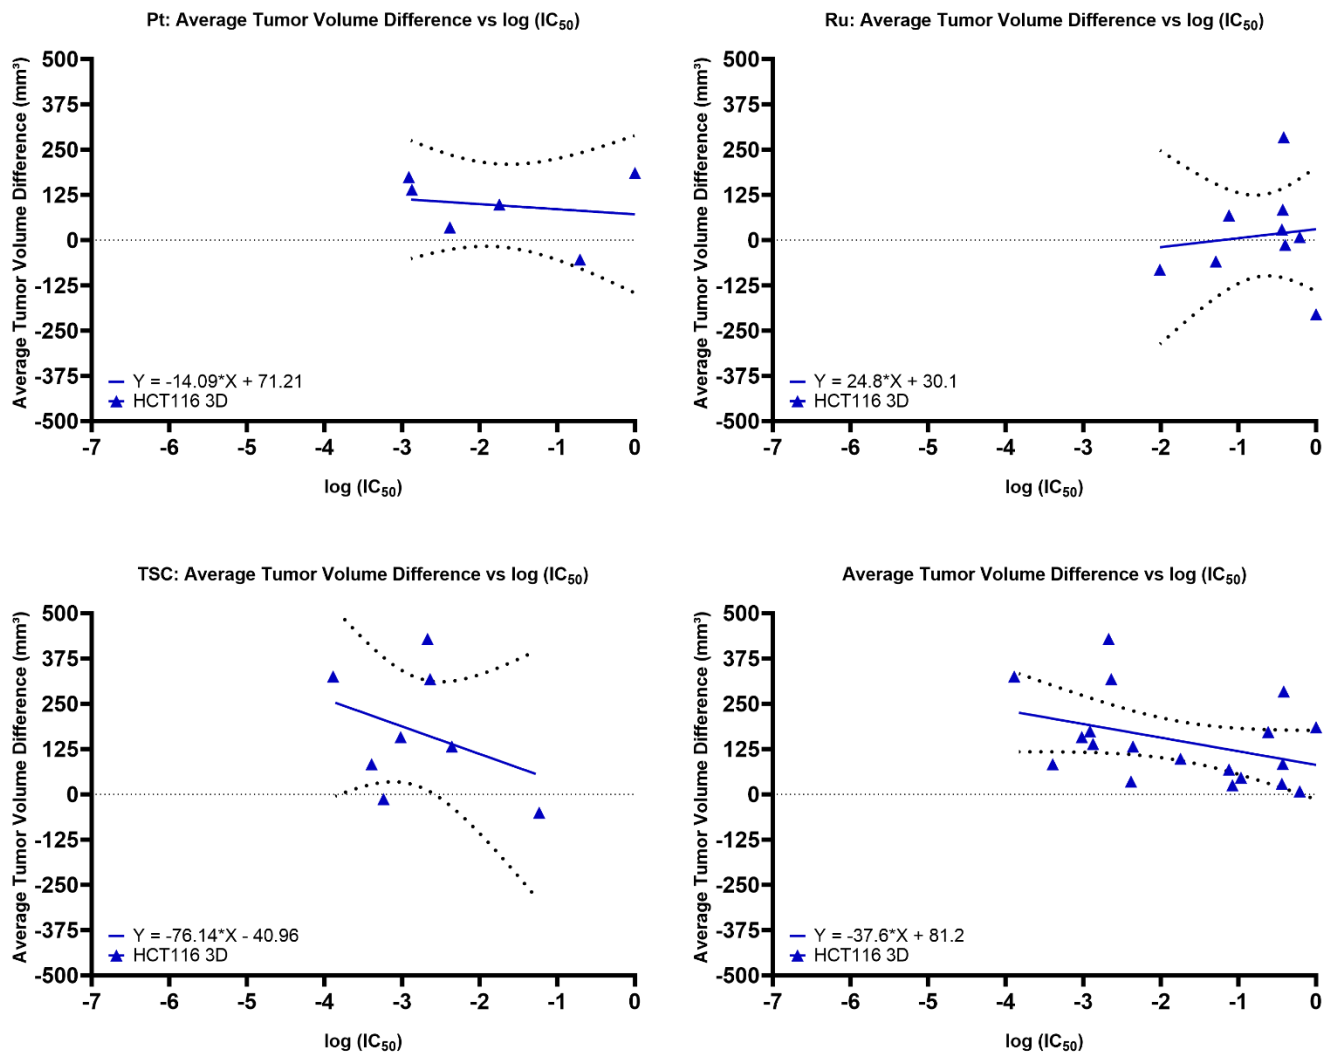 Pt: Average Tumor Volume Difference vs log (IC₅₀)
Average Tumor Volume Difference (mm³)
500
375
250
125
0
-125
-250
-375
-500
Y = -14.09*X + 71.21
HCT116 3D
-7 -6 -5 -4 -3 -2 -1 0
log (IC₅₀)
Ru: Average Tumor Volume Difference vs log (IC₅₀)
Average Tumor Volume Difference (mm³)
500
375
250
125
0
-125
-250
-375
-500
Y = 24.8*X + 30.1
HCT116 3D
-7 -6 -5 -4 -3 -2 -1 0
log (IC₅₀)
TSC: Average Tumor Volume Difference vs log (IC₅₀)
Average Tumor Volume Difference (mm³)
500
375
250
125
0
-125
-250
-375
-500
Y = -76.14*X - 40.96
HCT116 3D
-7 -6 -5 -4 -3 -2 -1 0
log (IC₅₀)
Average Tumor Volume Difference vs log (IC₅₀)
Average Tumor Volume Difference (mm³)
500
375
250
125
0
-125
-250
-375
-500
Y = -37.6*X + 81.2
HCT116 3D
-7 -6 -5 -4 -3 -2 -1 0
log (IC₅₀)